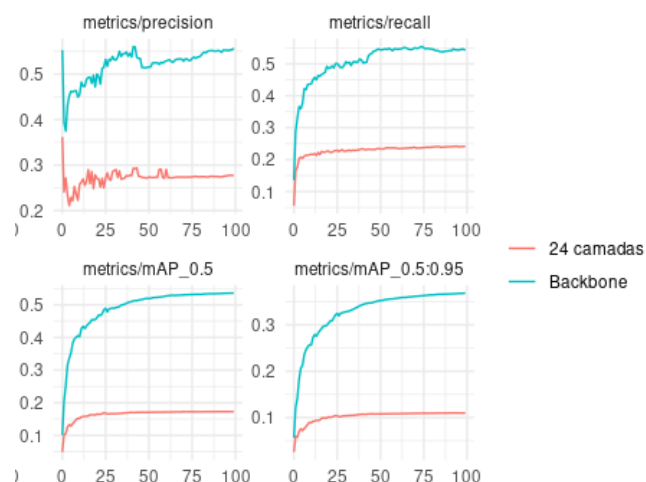 metrics/precision metrics/recall
0.5 0.5
0.4 0.4
0.3 0.3
0.2 0.2
0.1
) 0 25 50 75 100 0 25 50 75 100
24 camadas
Backbone
metrics/mAP_0.5 metrics/mAP_0.5:0.95
0.5
0.4 0.3
0.3 0.2
0.2 0.1
0.1
) 0 25 50 75 100 0 25 50 75 100